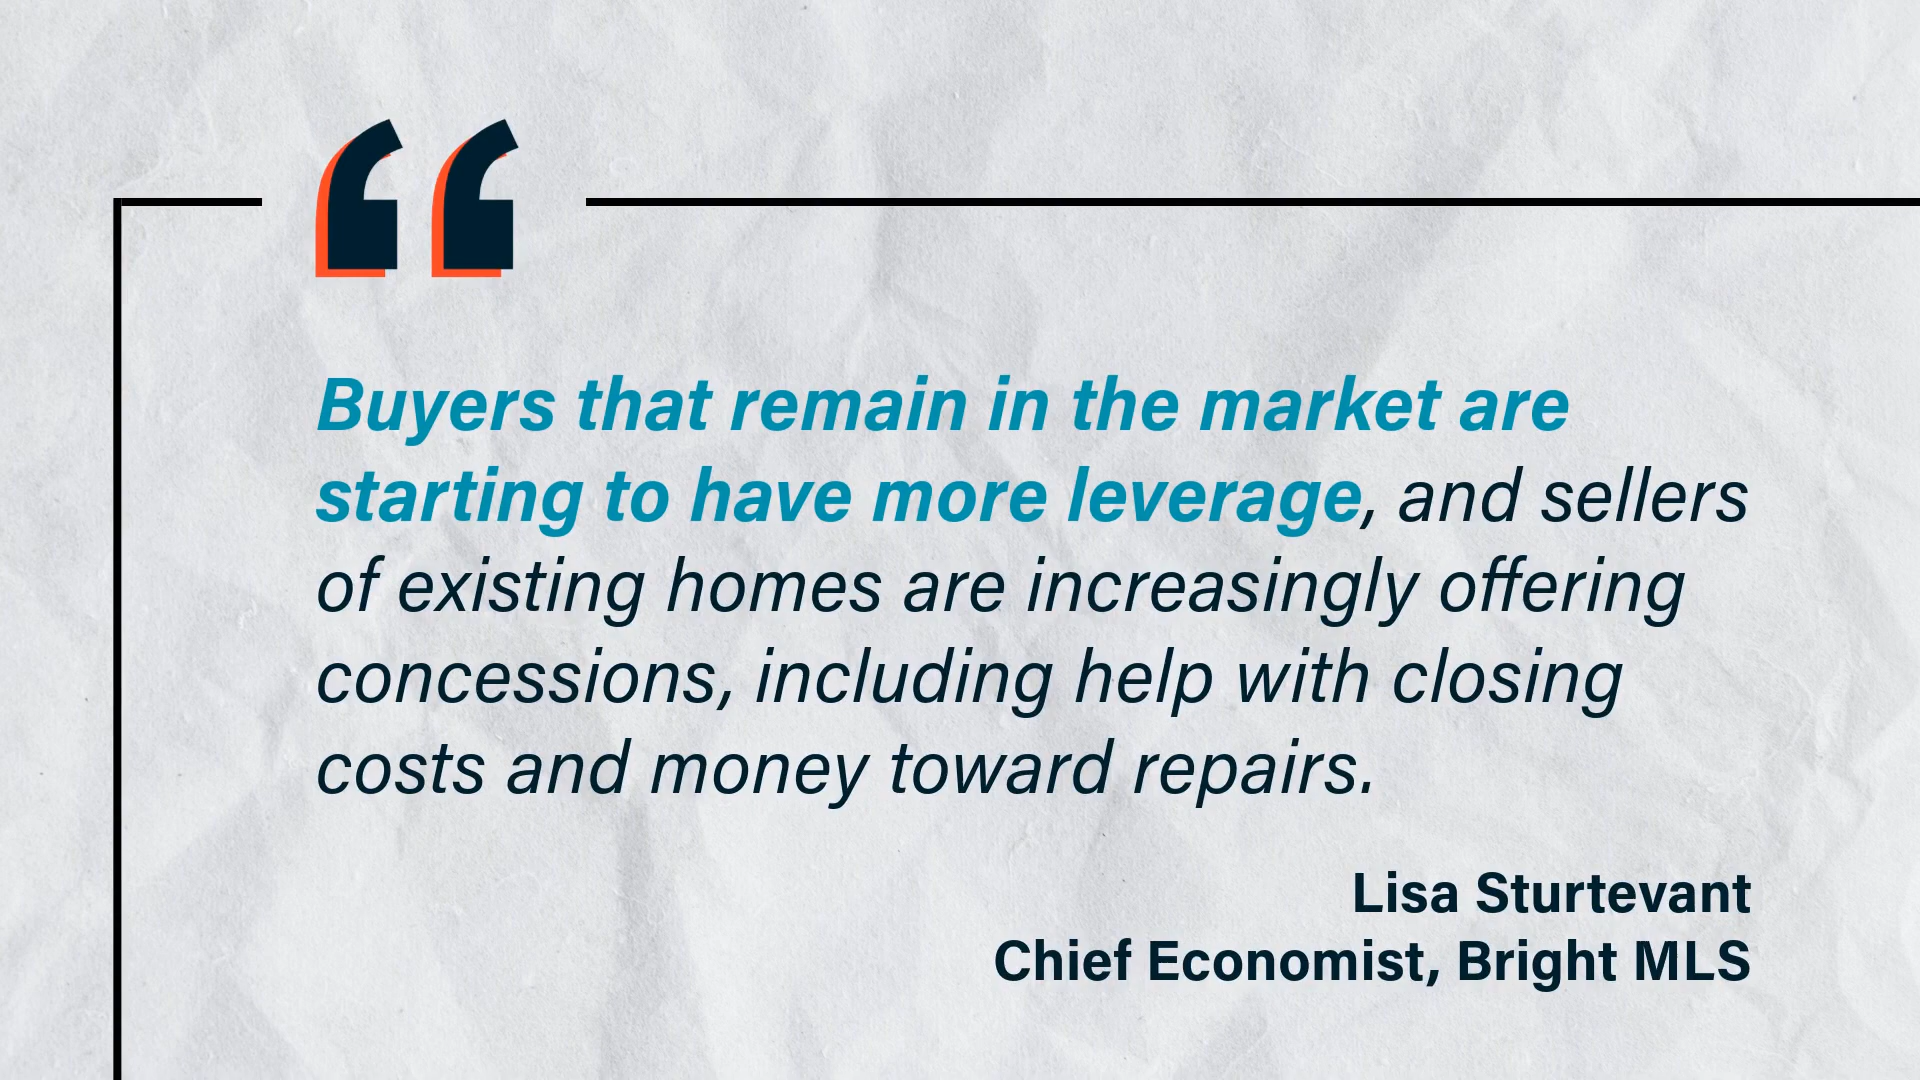 “
Buyers that remain in the market are
starting to have more leverage, and sellers
of existing homes are increasingly offering
concessions, including help with closing
costs and money toward repairs.
Lisa Sturtevant
Chief Economist, Bright MLS